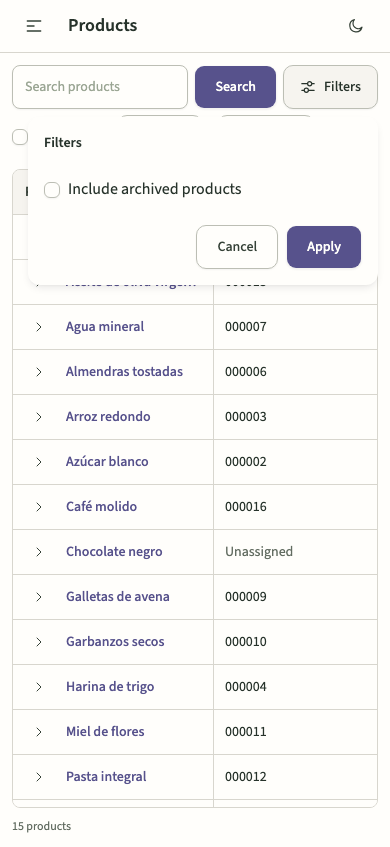 Products
Search products
Search
Filters
Filters
Include archived products
Cancel
Apply
Agua mineral
000007
Almendras tostadas
000006
Arroz redondo
000003
Azúcar blanco
000002
Café molido
000016
Chocolate negro
Unassigned
Galletas de avena
000009
Garbanzos secos
000010
Harina de trigo
000004
Miel de flores
000011
Pasta integral
000012
15 products